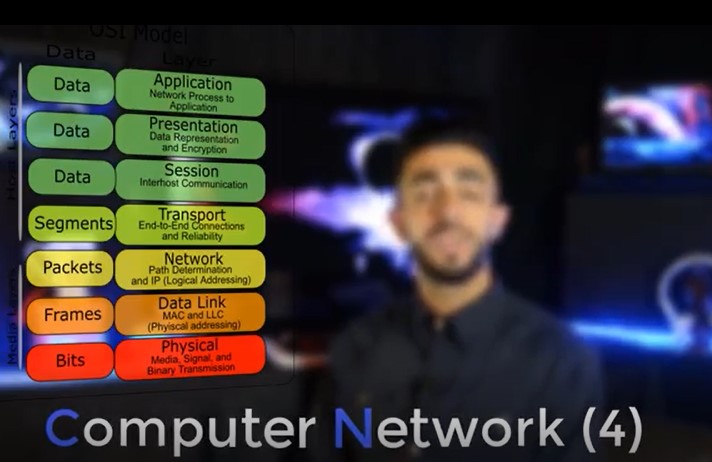 OSI Model
Data
Layer
Host Layers
Data
Application
Network Process to
Application
Data
Presentation
Data Representation
and Encryption
Data
Session
Interhost Communication
Segments
Transport
End-to-End Connections
and Reliability
Packets
Network
Path Determination
and IP (Logical Addressing)
Media Layers
Frames
Data Link
MAC and LLC
(Phyiscal addressing)
Bits
Physical
Media, Signal, and
Binary Transmission
Computer Network (4)